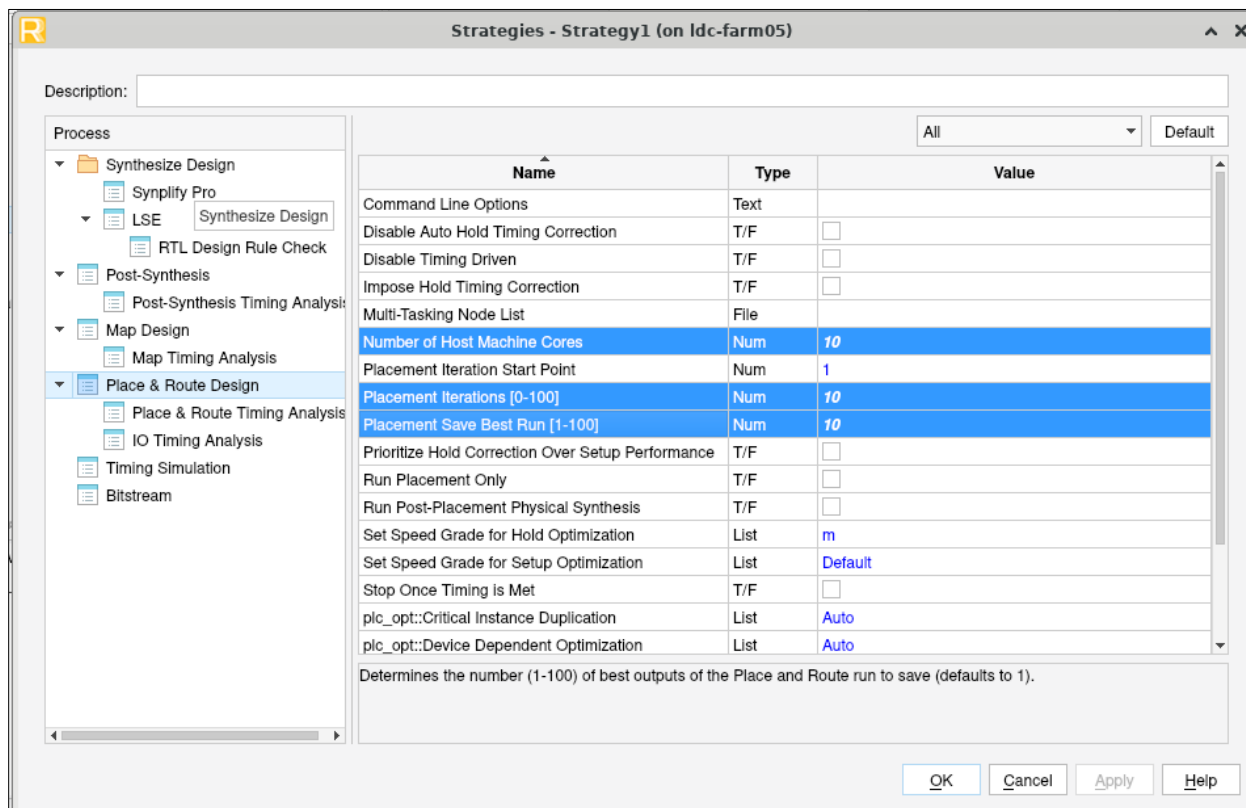 Strategies - Strategy1 (on ldc-farm05)
Description:
Process
Synthesize Design
Synplify Pro
LSE
Synthesize Design
RTL Design Rule Check
Post-Synthesis
Post-Synthesis Timing Analysis
Map Design
Map Timing Analysis
Place & Route Design
Place & Route Timing Analysis
IO Timing Analysis
Timing Simulation
Bitstream
All Default
Name Type Value
Command Line Options Text
Disable Auto Hold Timing Correction T/F
Disable Timing Driven T/F
Impose Hold Timing Correction T/F
Multi-Tasking Node List File
Number of Host Machine Cores Num 10
Placement Iteration Start Point Num 1
Placement Iterations [0-100] Num 10
Placement Save Best Run [1-100] Num 10
Prioritize Hold Correction Over Setup Performance T/F
Run Placement Only T/F
Run Post-Placement Physical Synthesis T/F
Set Speed Grade for Hold Optimization List m
Set Speed Grade for Setup Optimization List Default
Stop Once Timing is Met T/F
plc_opt::Critical Instance Duplication List Auto
plc_opt::Device Dependent Optimization List Auto
Determines the number (1-100) of best outputs of the Place and Route run to save (defaults to 1).
OK Cancel Apply Help